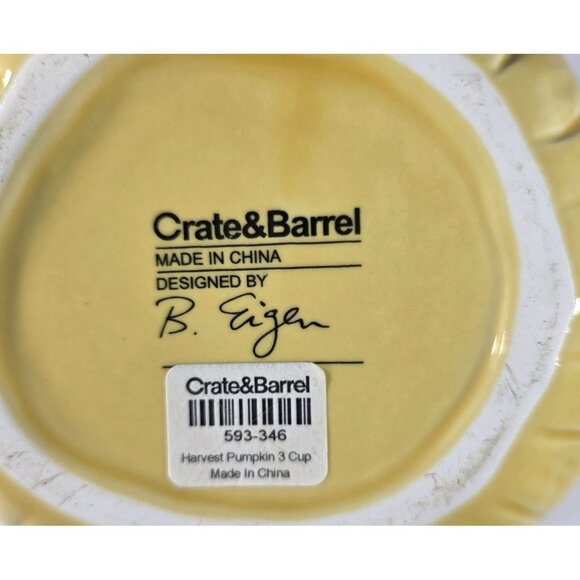 Crate&Barrel
MADE IN CHINA
DESIGNED BY
B. Eigen
Crate&Barrel
593-346
Harvest Pumpkin 3 Cup
Made In China